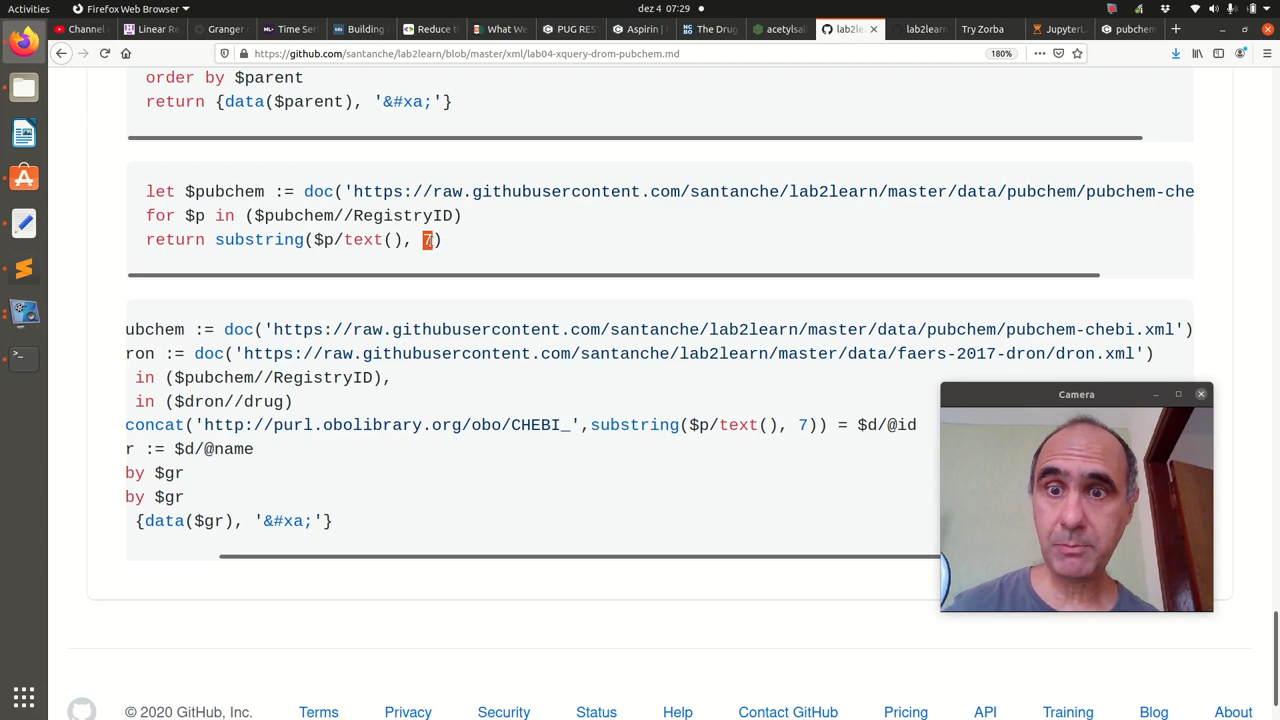 Activities
Firefox Web Browser
dez 4 07:29
Channel
Linear Re
Granger
Time Seri
Building
Reduce t
What We
PUG RES
Aspirin |
The Drug
acetylsali
lab2le
lab2learn
Try Zorba
JupyterL
pubchem
https://github.com/santanche/lab2learn/blob/master/xml/lab04-xquery-drom-pubchem.md
180%
order by $parent
return {data($parent), '&#xa;'}
let $pubchem := doc('https://raw.githubusercontent.com/santanche/lab2learn/master/data/pubchem/pubchem-che
for $p in ($pubchem//RegistryID)
return substring($p/text(), 7)
ubchem := doc('https://raw.githubusercontent.com/santanche/lab2learn/master/data/pubchem/pubchem-chebi.xml')
ron := doc('https://raw.githubusercontent.com/santanche/lab2learn/master/data/faers-2017-dron/dron.xml')
in ($pubchem//RegistryID),
in ($dron//drug)
concat('http://purl.obolibrary.org/obo/CHEBI_',substring($p/text(), 7)) = $d/@id
r := $d/@name
by $gr
by $gr
{data($gr), '&#xa;'}
Camera
© 2020 GitHub, Inc.
Terms
Privacy
Security
Status
Help
Contact GitHub
Pricing
API
Training
Blog
About